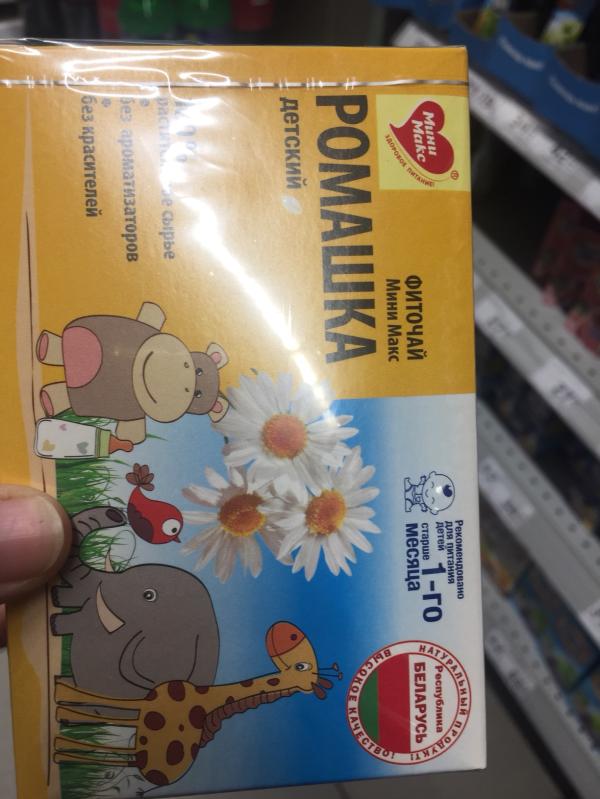 Мини
Макс
®
ЗДОРОВОЕ ПИТАНИЕ!
ФИТОЧАЙ
Мини Макс
РОМАШКА
детский
сырье
без ароматизаторов
без красителей
Рекомендовано
для питания
детей
старше
1-го
месяца
НАТУРАЛЬНЫЙ ПРОДУКТ!
Республика
БЕЛАРУСЬ
ВЫСОКОЕ КАЧЕСТВО!